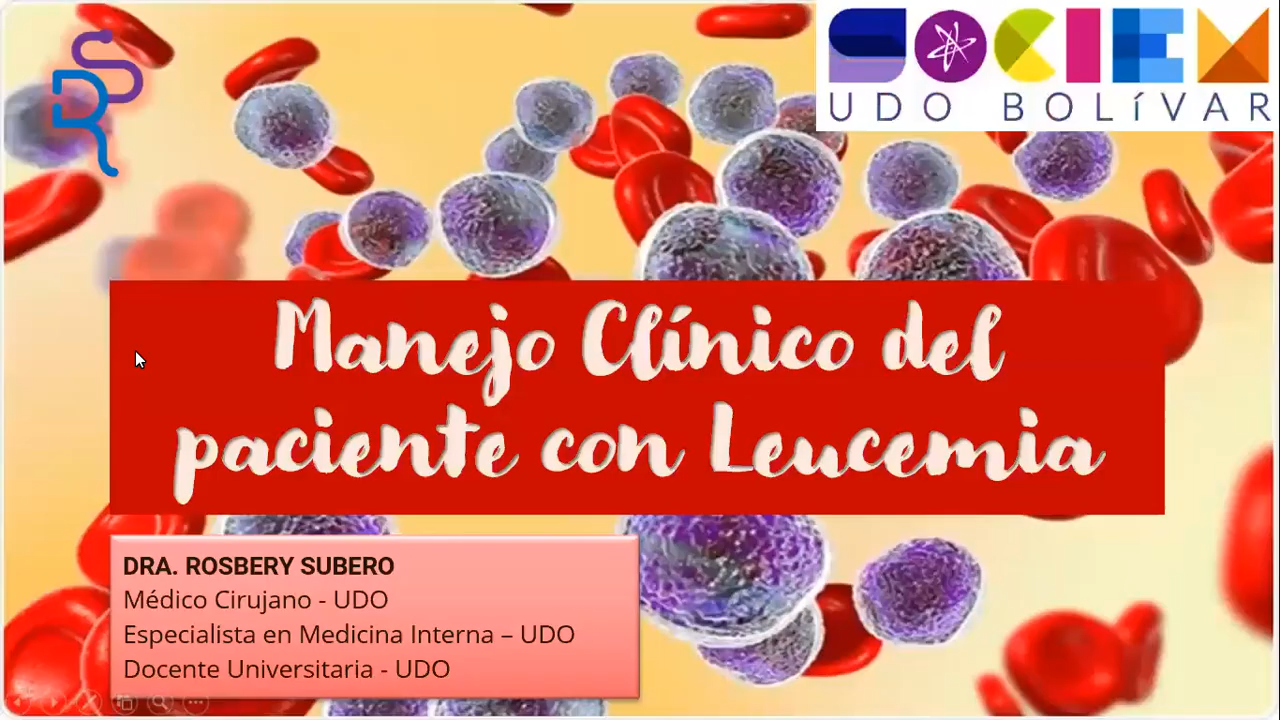 SOCIEM
UDO BOLíVAR
RS
Manejo Clínico del
paciente con Leucemia
DRA. ROSBERY SUBERO
Médico Cirujano - UDO
Especialista en Medicina Interna – UDO
Docente Universitaria - UDO